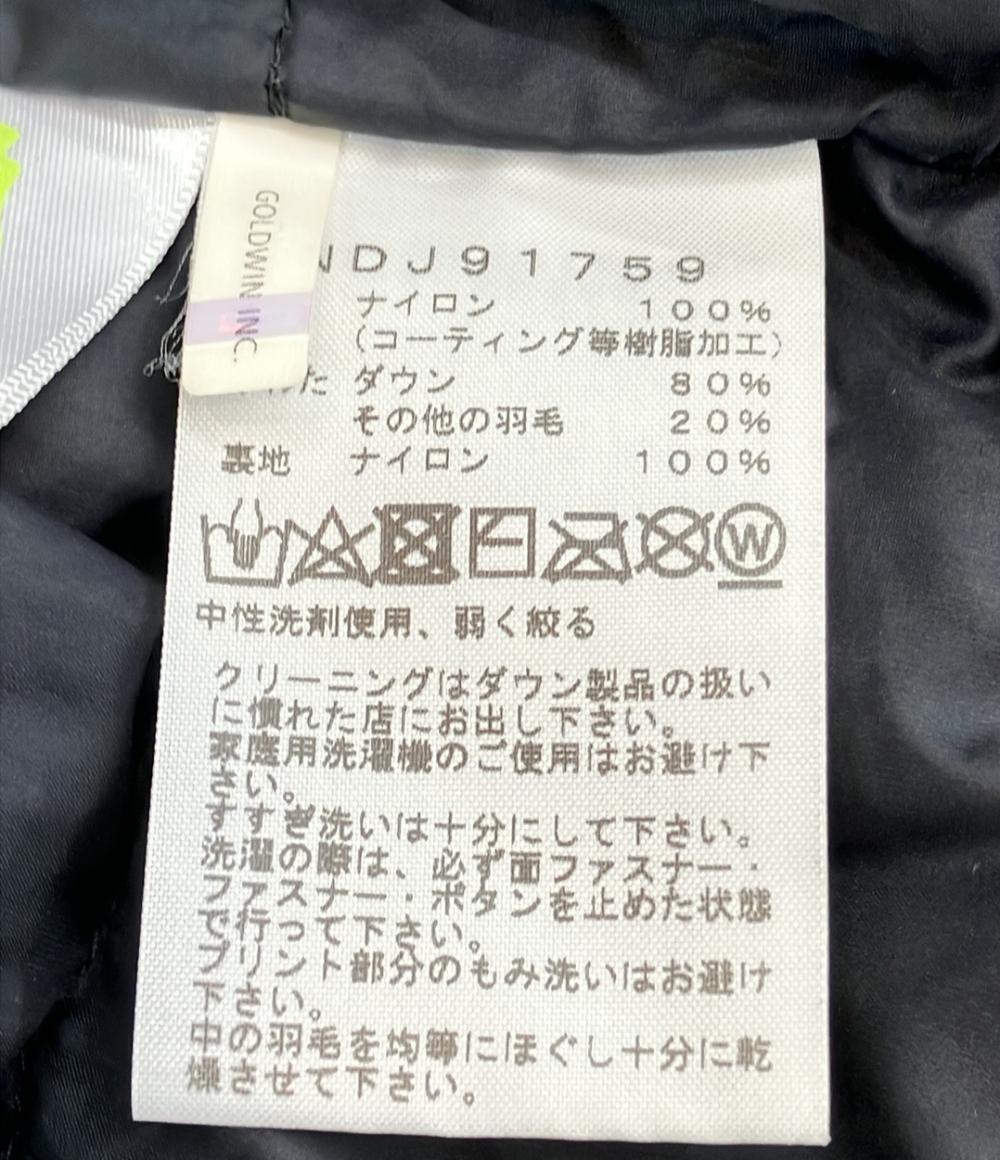 GOLDWIN INC.
NDJ91759
ナイロン 100%
(コーティング等樹脂加工)
わた ダウン 80%
その他の羽毛 20%
裏地 ナイロン 100%
W
中性洗剤使用、弱く絞る
クリーニングはダウン製品の扱い
に慣れた店にお出し下さい。
家庭用洗濯機のご使用はお避け下
さい。
すすぎ洗いは十分にして下さい。
洗濯の際は、必ず面ファスナー・
ファスナー・ボタンを止めた状態
で行って下さい。
プリント部分のもみ洗いはお避け
下さい。
中の羽毛を均等にほぐし十分に乾
燥させて下さい。